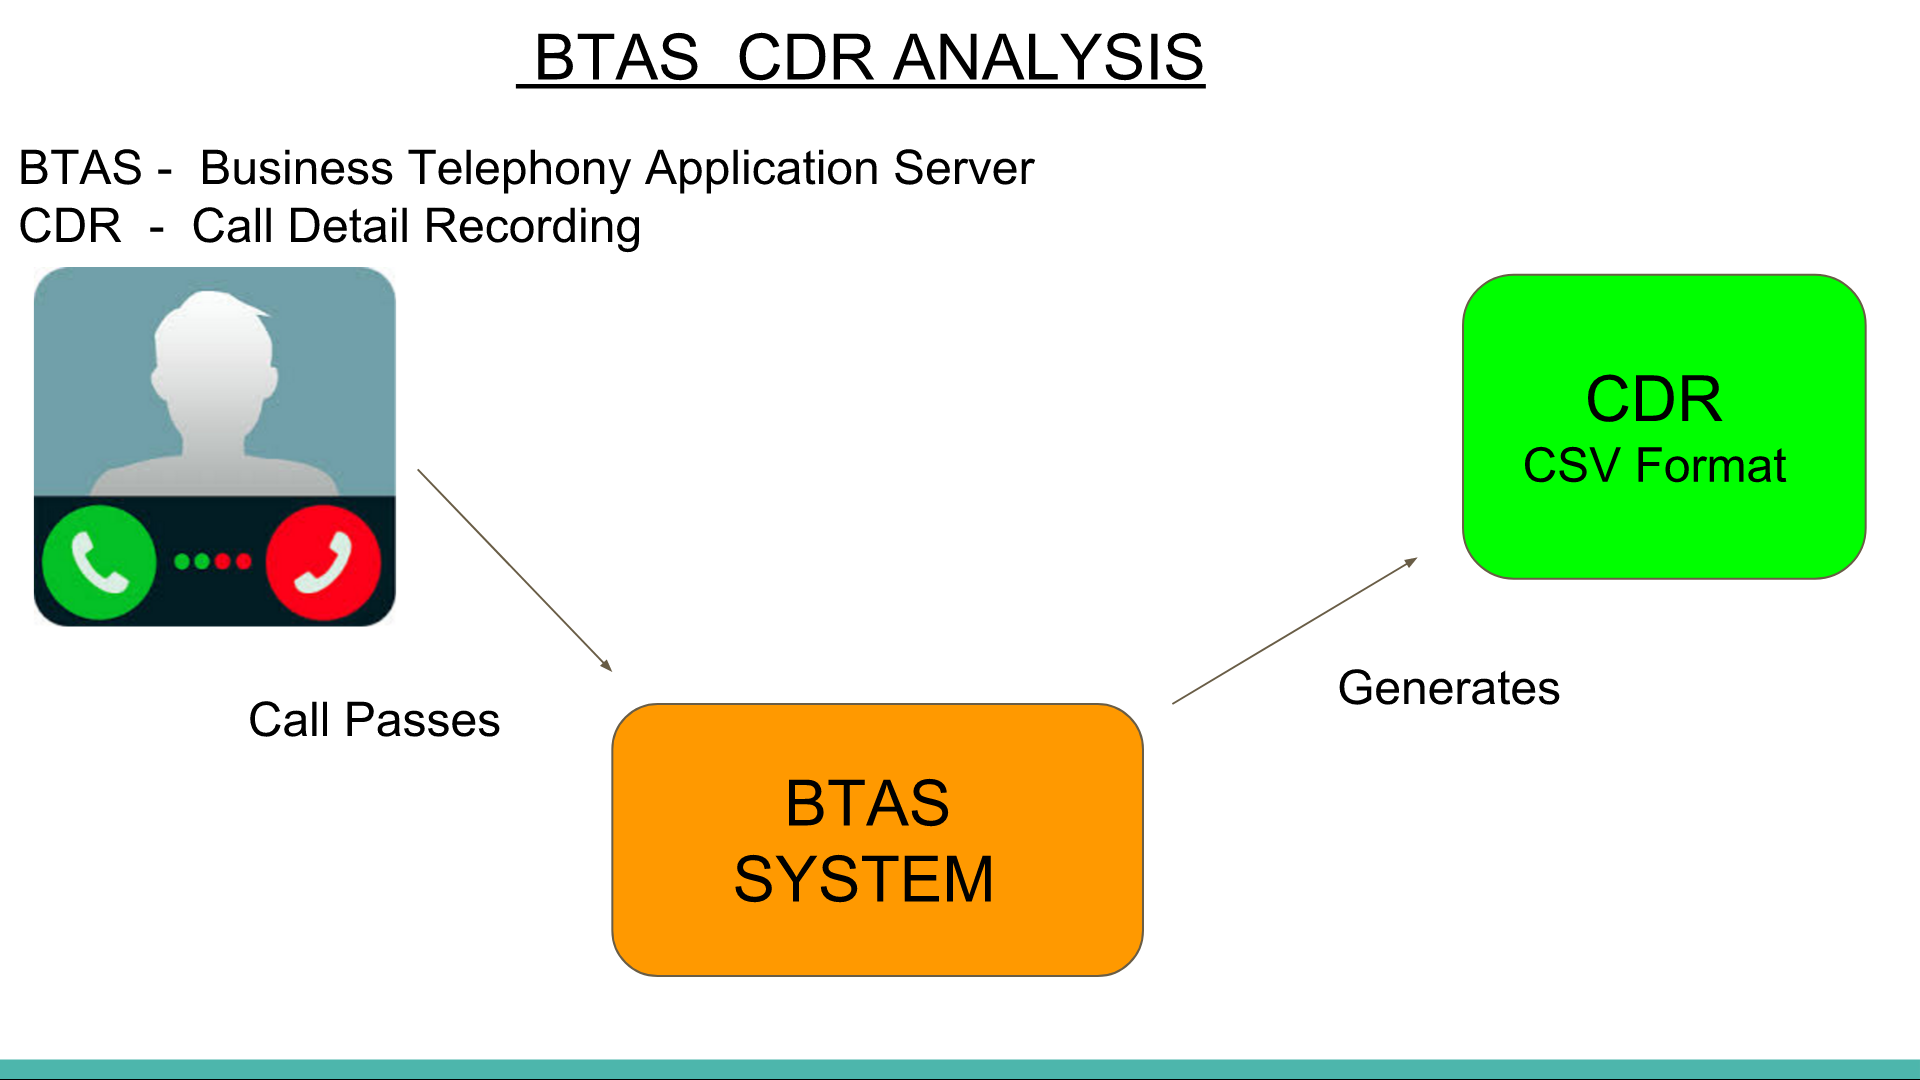 BTAS  CDR ANALYSIS
BTAS -  Business Telephony Application Server
CDR  -  Call Detail Recording
CDR
CSV Format
Generates
Call Passes
BTAS
SYSTEM